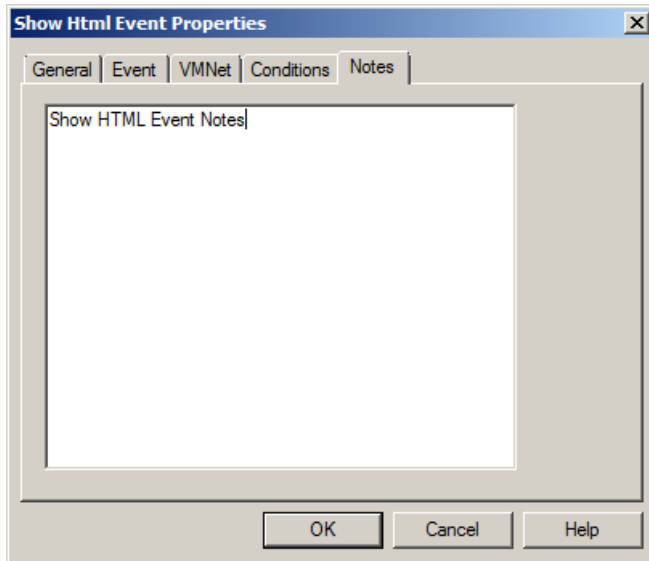 Show Html Event Properties
General Event VMNet Conditions Notes
Show HTML Event Notes
OK Cancel Help